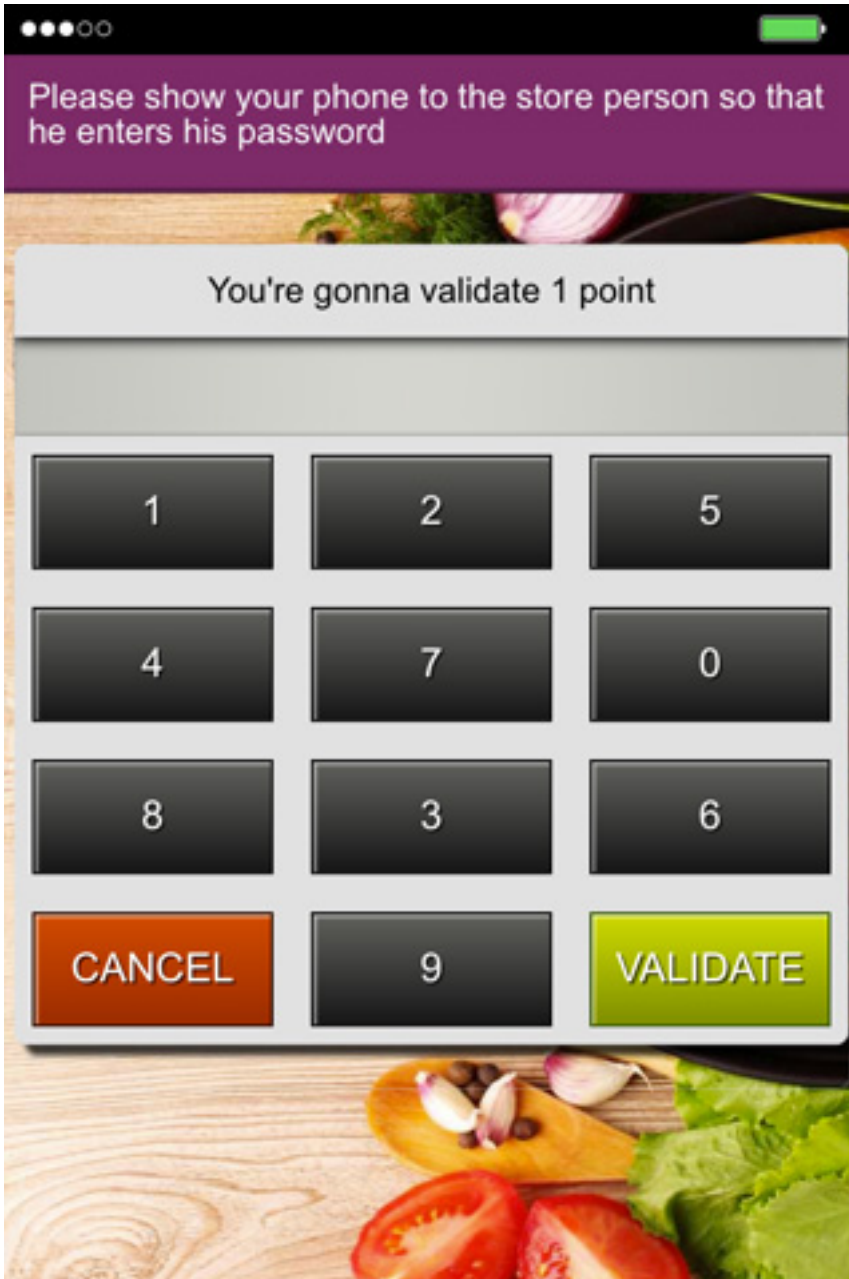 Please show your phone to the store person so that
he enters his password
You're gonna validate 1 point
1 2 5
4 7 0
8 3 6
CANCEL 9 VALIDATE